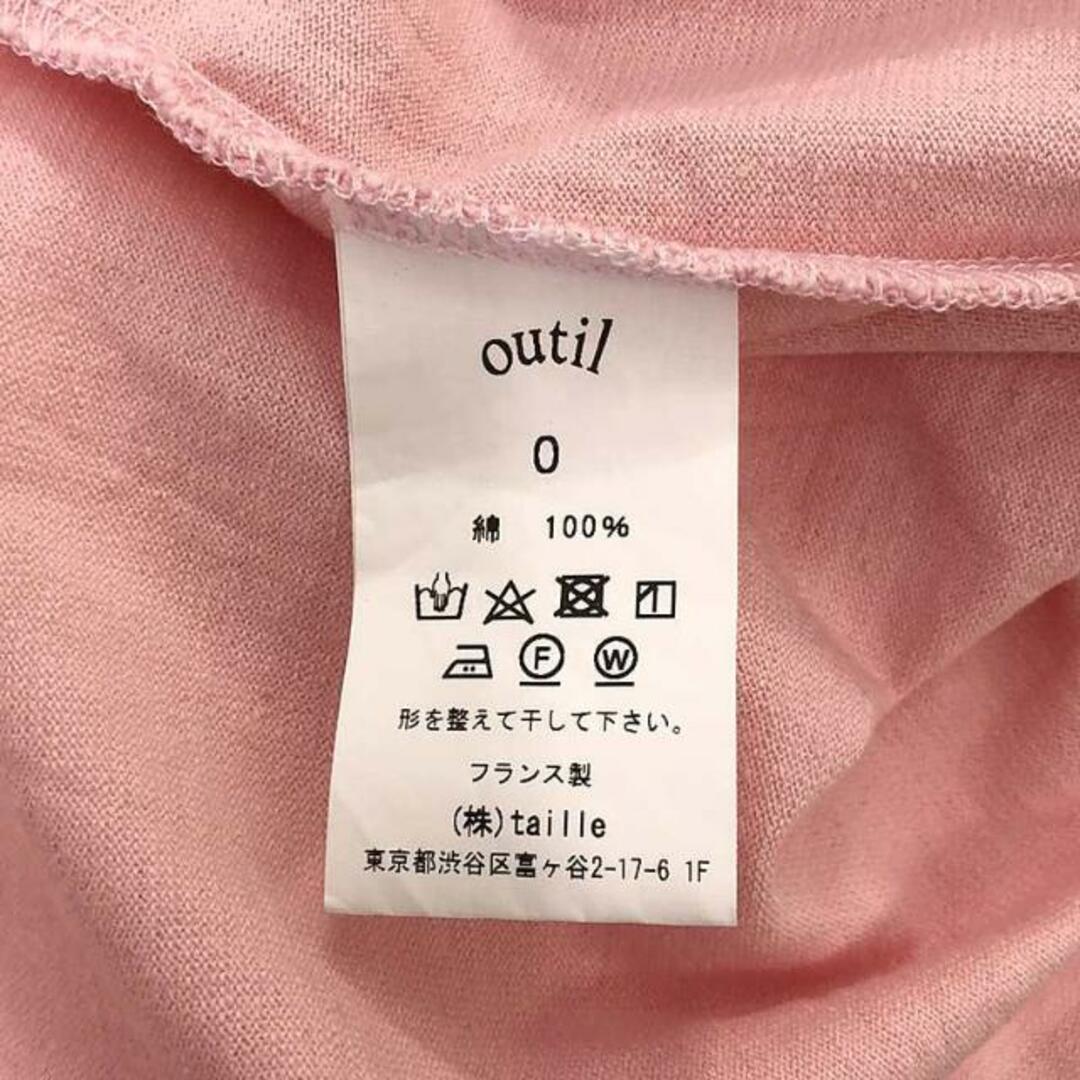 outil
0
綿 100%
F W
形を整えて干して下さい。
フランス製
(株)taille
東京都渋谷区富ヶ谷2-17-6 1F